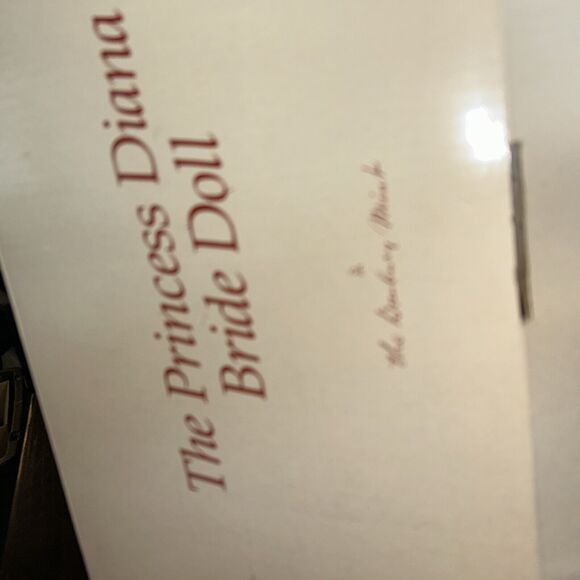 The Princess Diana
Bride Doll
the Danbury Mint